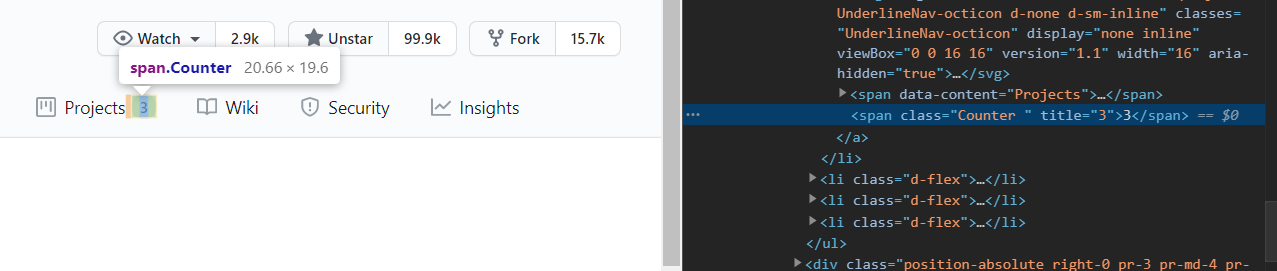 Watch 2.9k Unstar 99.9k Fork 15.7k
span.Counter 20.66 × 19.6
Projects 3 Wiki Security Insights
UnderlineNav-octicon d-none d-sm-inline" classes=
"UnderlineNav-octicon" display="none inline"
viewBox="0 0 16 16" version="1.1" width="16" aria-
hidden="true">…</svg>
<span data-content="Projects">…</span>
… <span class="Counter " title="3">3</span> == $0
</a>
</li>
<li class="d-flex">…</li>
<li class="d-flex">…</li>
<li class="d-flex">…</li>
</ul>
<div class="position-absolute right-0 pr-3 pr-md-4 pr-